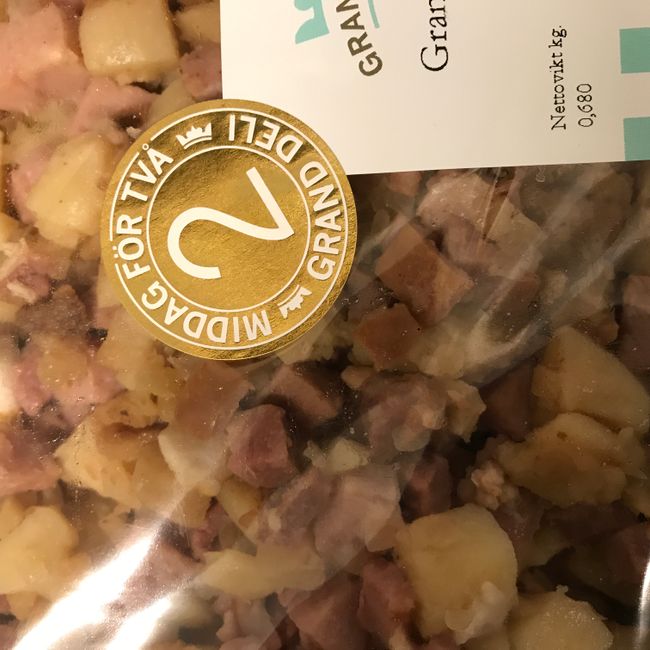 GRAN
Gran
Nettovikt kg.
0,680
MIDDAG FÖR TVÅ
GRAND DELI
2